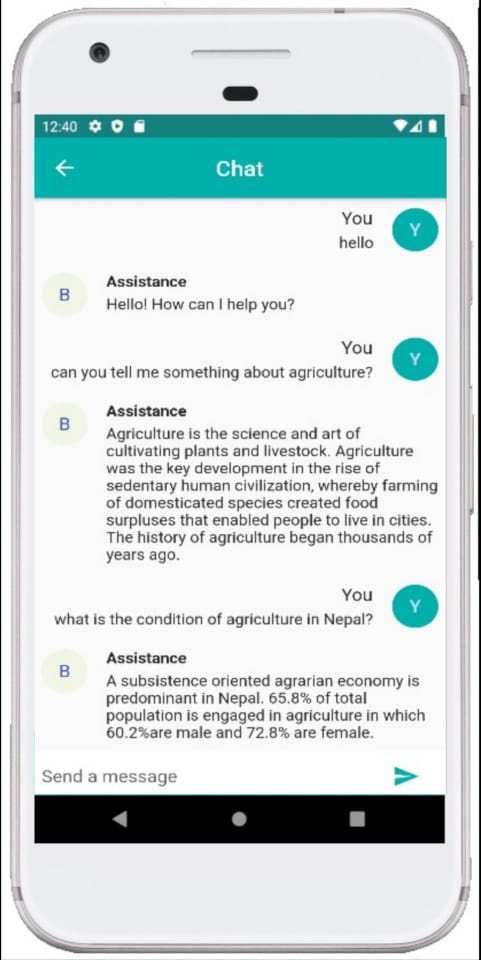 12:40
Chat
You
Y
hello
B
Assistance
Hello! How can I help you?
You
Y
can you tell me something about agriculture?
B
Assistance
Agriculture is the science and art of
cultivating plants and livestock. Agriculture
was the key development in the rise of
sedentary human civilization, whereby farming
of domesticated species created food
surpluses that enabled people to live in cities.
The history of agriculture began thousands of
years ago.
You
Y
what is the condition of agriculture in Nepal?
B
Assistance
A subsistence oriented agrarian economy is
predominant in Nepal. 65.8% of total
population is engaged in agriculture in which
60.2%are male and 72.8% are female.
Send a message